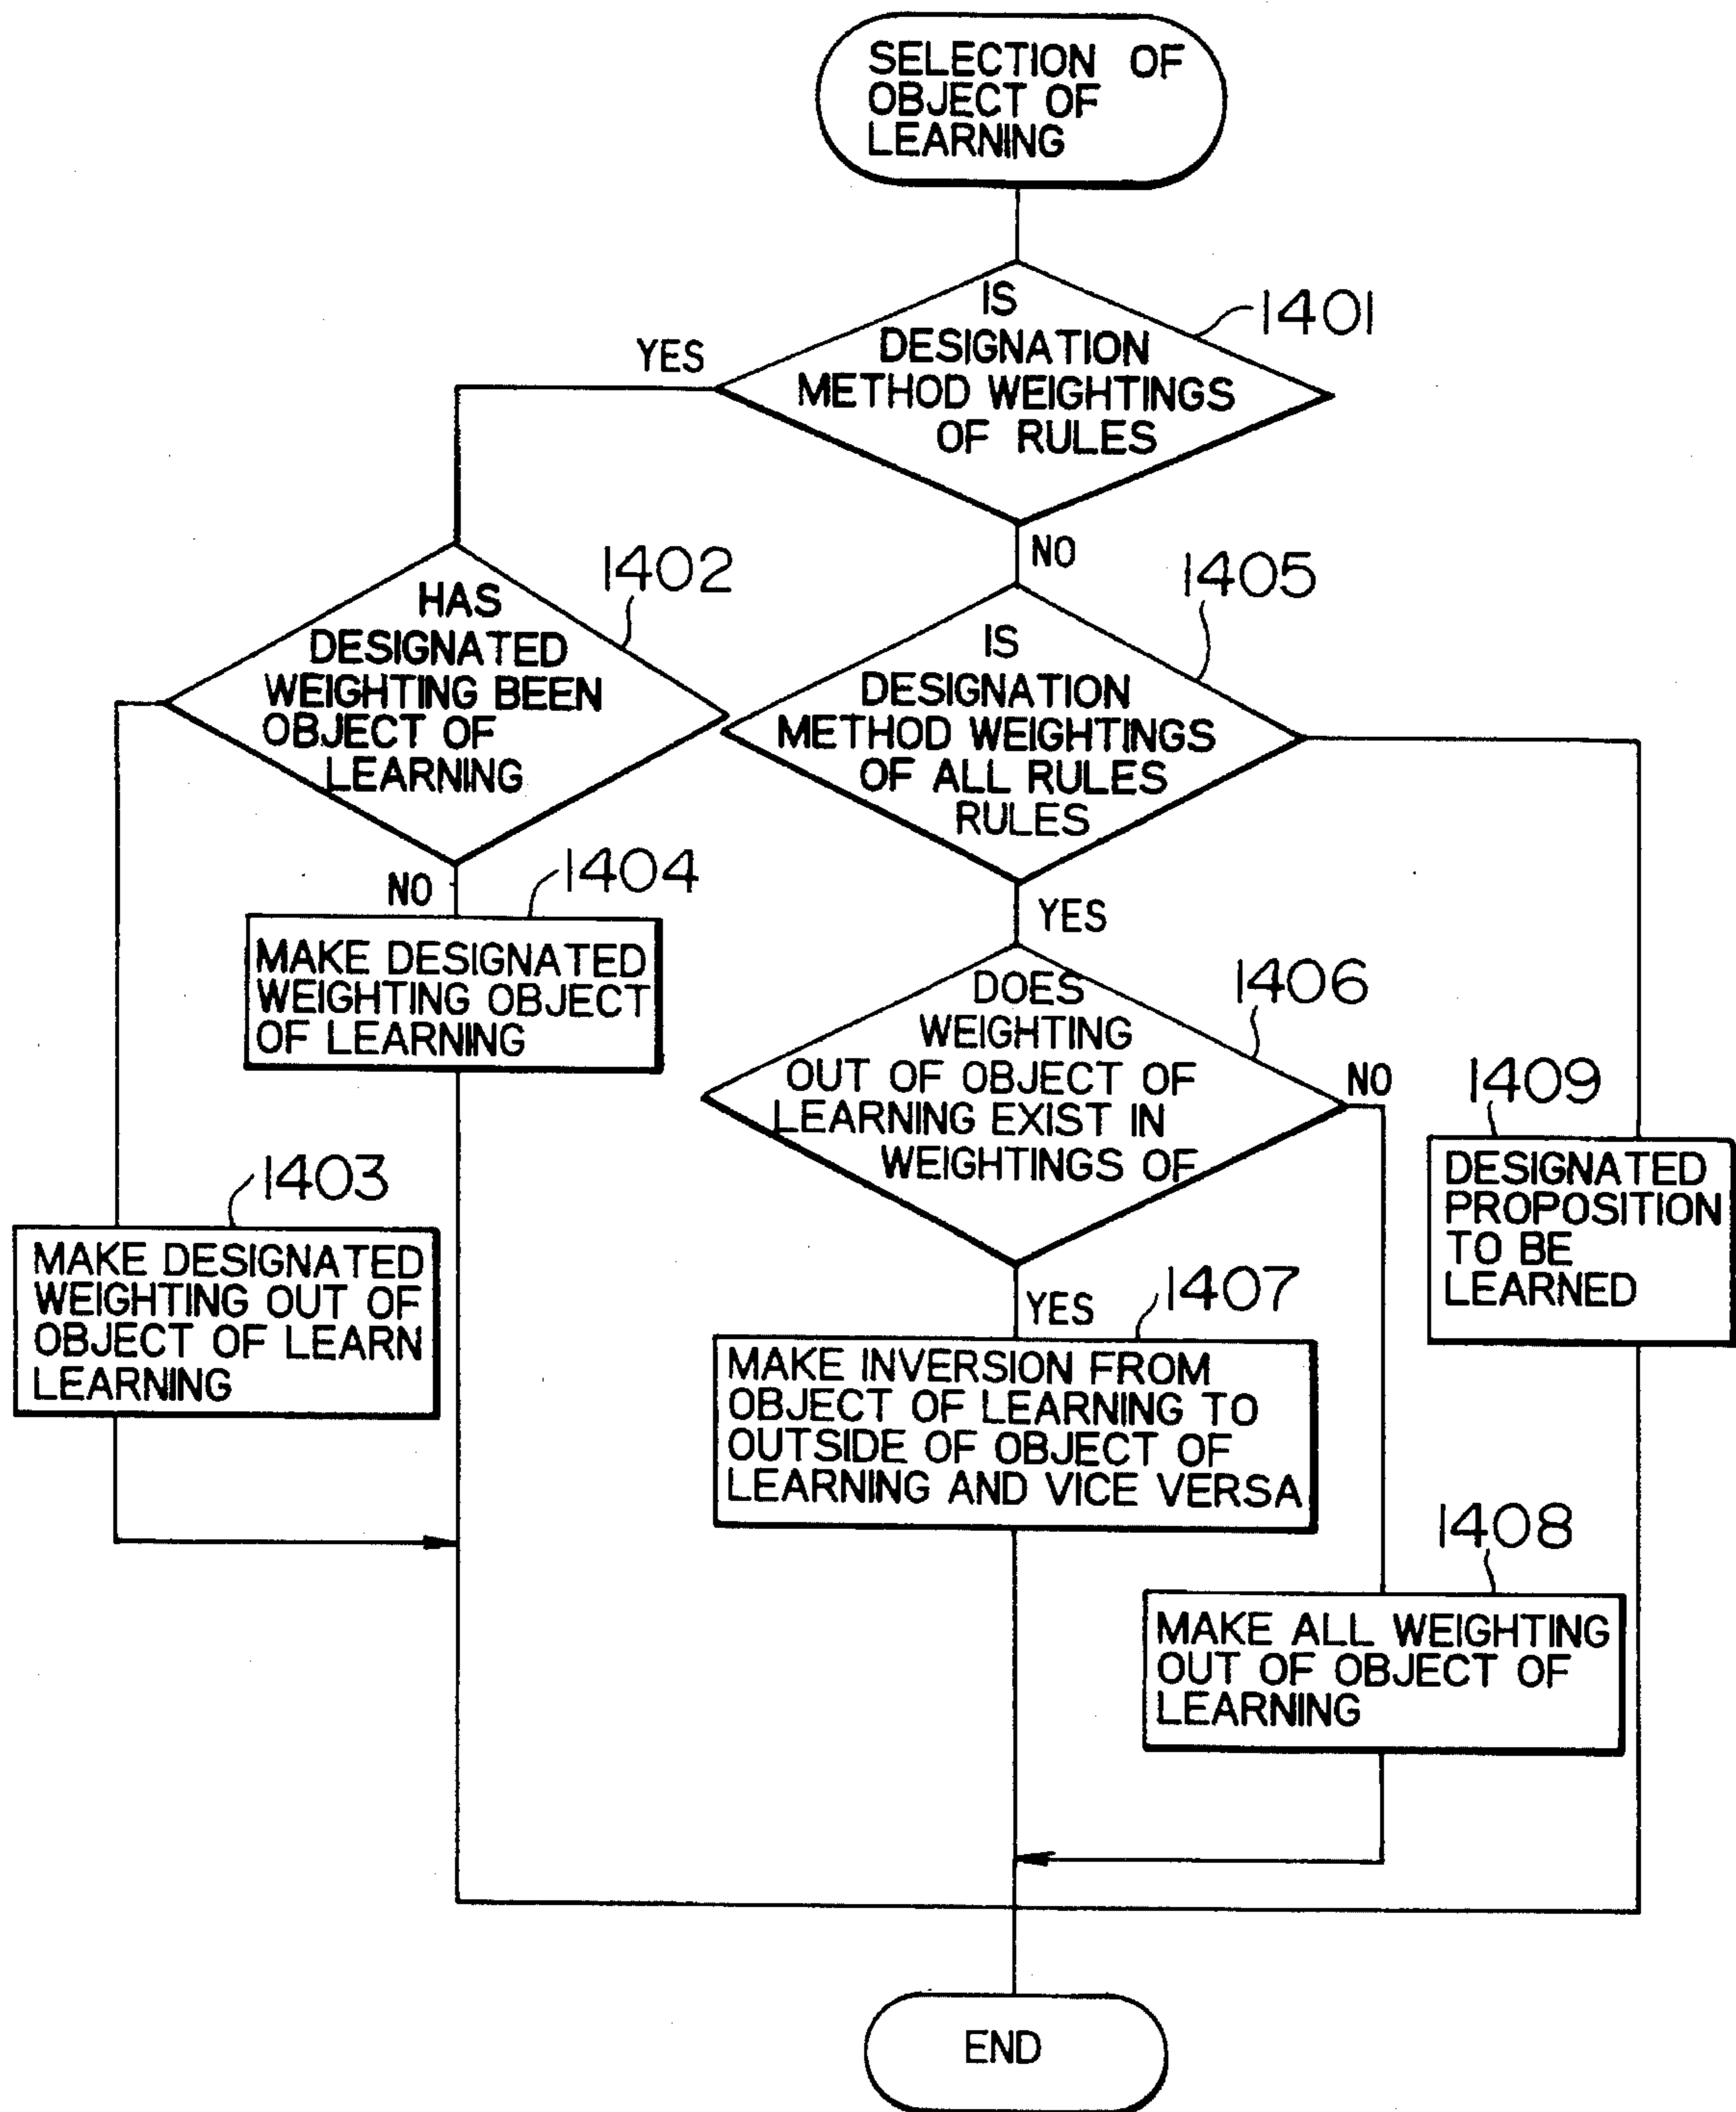 SELECTION OF
OBJECT OF
LEARNING
1401
IS
DESIGNATION
METHOD WEIGHTINGS
OF RULES
YES
NO
1402
HAS
DESIGNATED
WEIGHTING BEEN
OBJECT OF
LEARNING
NO
1405
IS
DESIGNATION
METHOD WEIGHTINGS
OF ALL RULES
RULES
YES
1404
MAKE DESIGNATED
WEIGHTING OBJECT
OF LEARNING
1406
DOES
WEIGHTING
OUT OF OBJECT OF
LEARNING EXIST IN
WEIGHTINGS OF
NO
YES
1409
DESIGNATED
PROPOSITION
TO BE
LEARNED
1403
MAKE DESIGNATED
WEIGHTING OUT OF
OBJECT OF LEARN
LEARNING
1407
MAKE INVERSION FROM
OBJECT OF LEARNING TO
OUTSIDE OF OBJECT OF
LEARNING AND VICE VERSA
1408
MAKE ALL WEIGHTING
OUT OF OBJECT OF
LEARNING
END